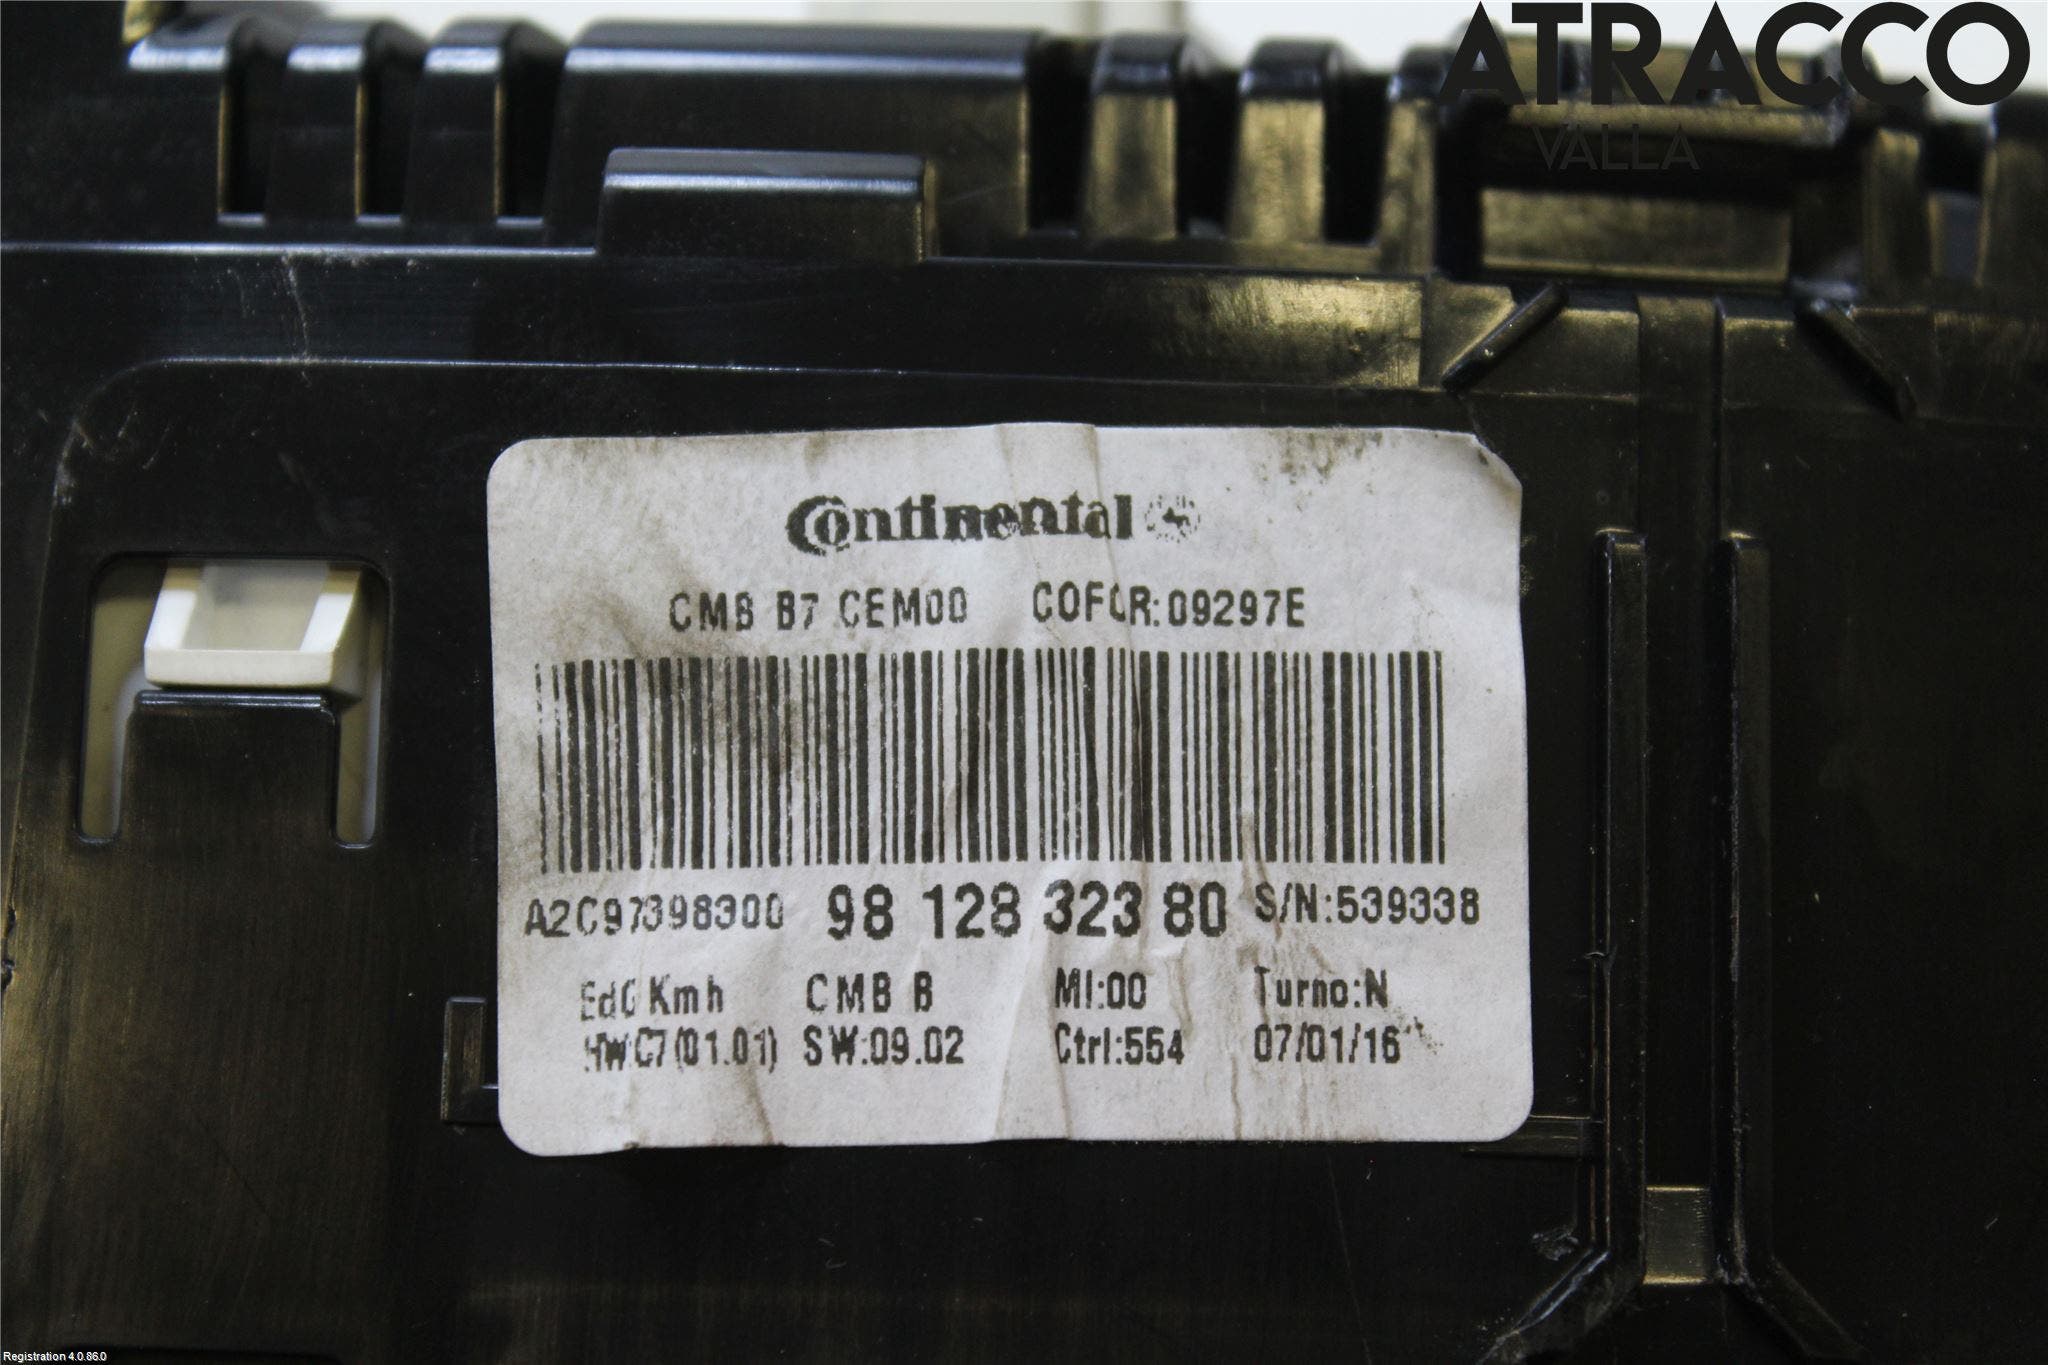 ATRACCO
VALLA
Continental
CMB B7 CEM00 COFOR:09297E
A2C97398300 98 128 323 80 S/N:539338
EdG Kmh CMB B MI:00 Turno:N
HW:C7(01.01) SW:09.02 Ctrl:554 07/01/16
Registration 4.0.86.0